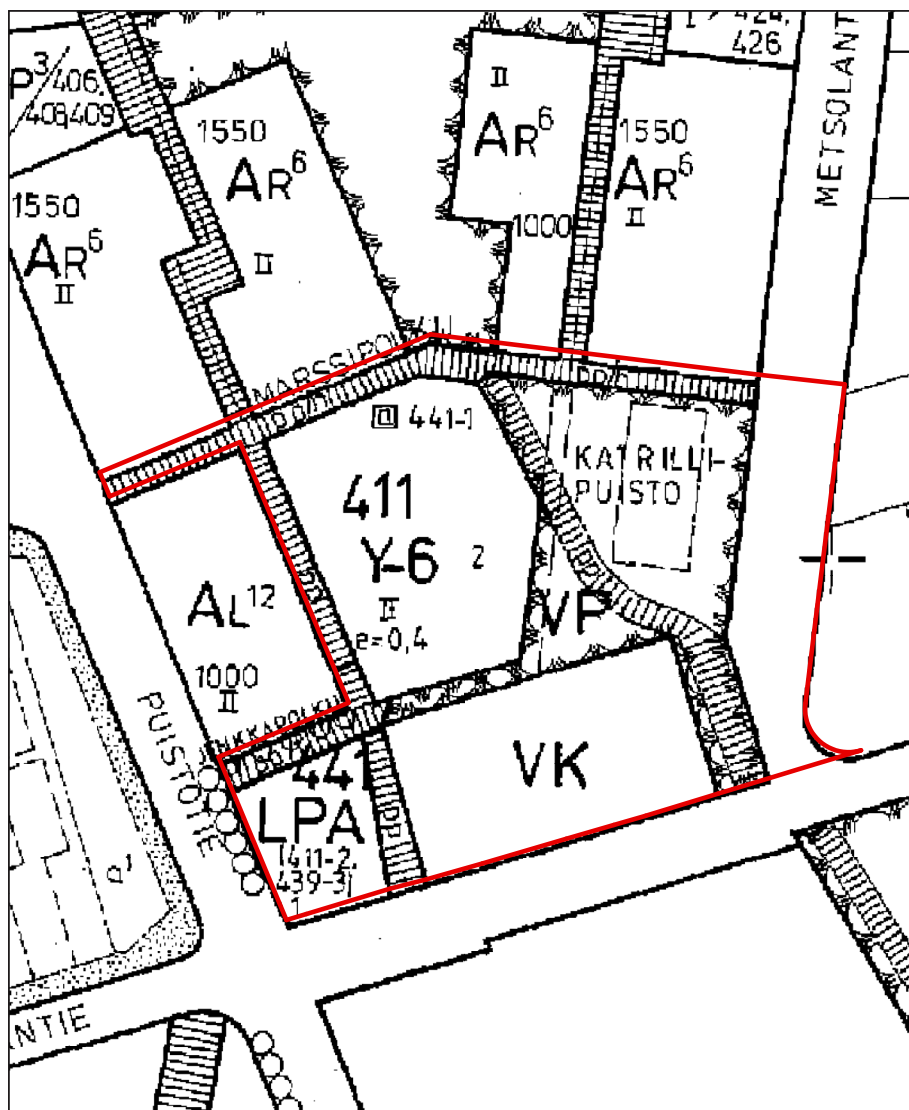 P³/406,
408,409
1550
AR⁶
II
1550
AR⁶
II
II
AR⁶
1000
1550
AR⁶
II
424,
426
METSOLANT
MARSSIPOLKU
pp/t
441-1
411
Y-6
2
II
e=0,4
KATRILLI-
PUISTO
VP
AL¹²
1000
II
PUISTOTIE
VK
441
LPA
(411-2,
439-3)
1
NTIE